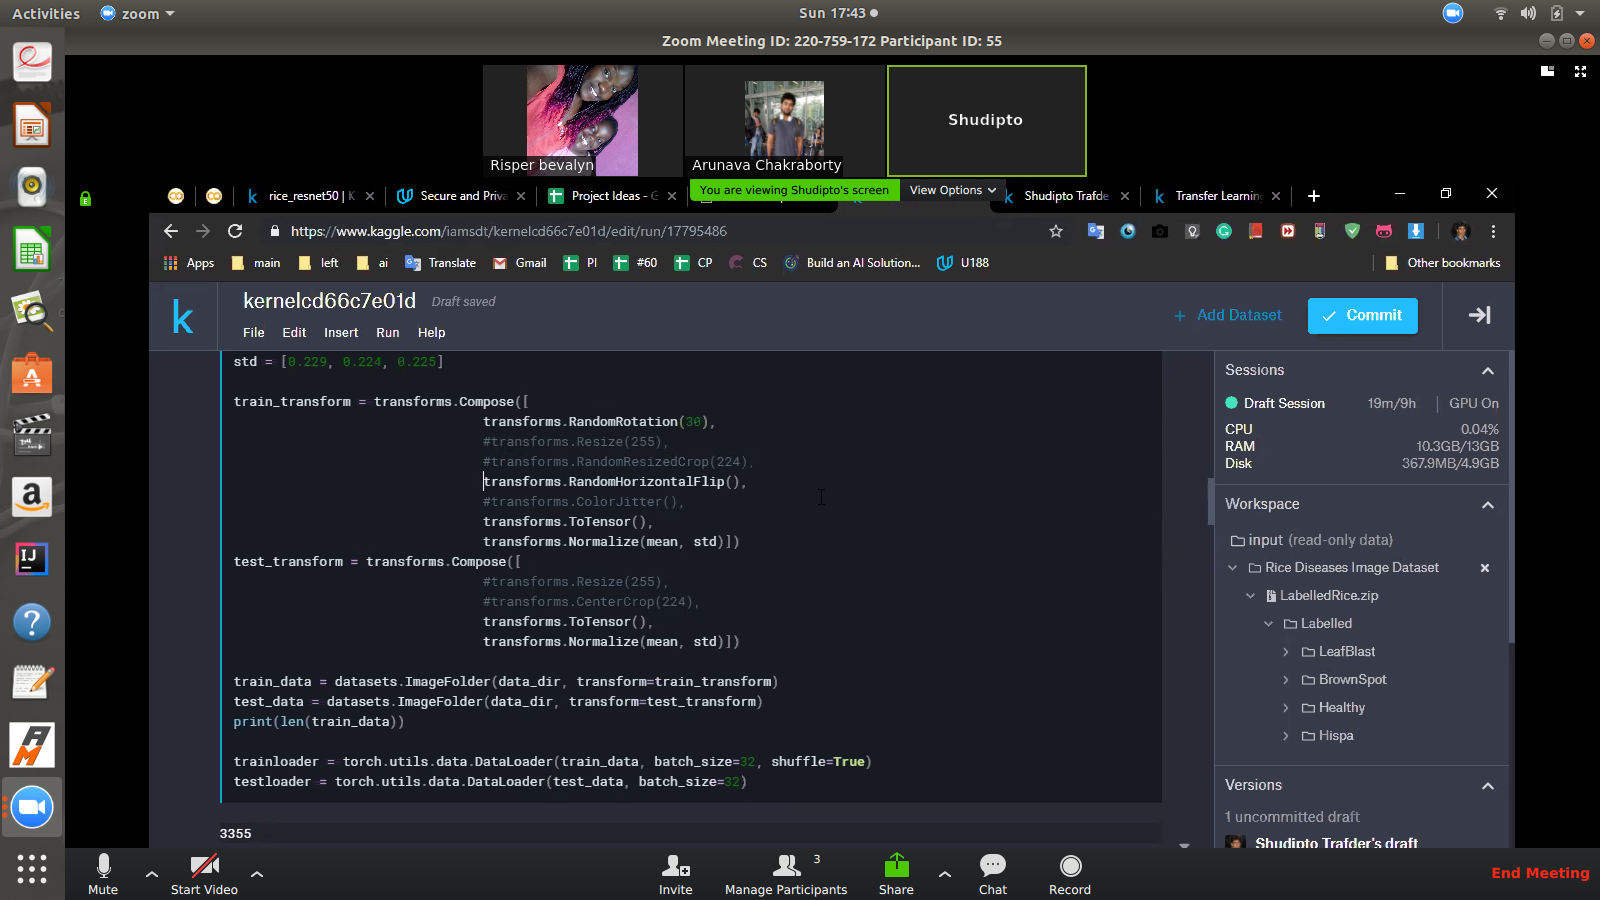 Activities zoom Sun 17:43
Zoom Meeting ID: 220-759-172 Participant ID: 55
Risper bevalyn
Arunava Chakraborty
Shudipto
You are viewing Shudipto's screen View Options
rice_resnet50 | K
Secure and Priva
Project Ideas - G
Shudipto Trafde
Transfer Learning
https://www.kaggle.com/iamsdt/kernelcd66c7e01d/edit/run/17795486
Apps main left ai Translate Gmail PI #60 CP CS Build an AI Solution... U188 Other bookmarks
kernelcd66c7e01d Draft saved
File Edit Insert Run Help
+ Add Dataset
Commit
std = [0.229, 0.224, 0.225]
train_transform = transforms.Compose([
transforms.RandomRotation(30),
#transforms.Resize(255),
#transforms.RandomResizedCrop(224),
transforms.RandomHorizontalFlip(),
#transforms.ColorJitter(),
transforms.ToTensor(),
transforms.Normalize(mean, std)])
test_transform = transforms.Compose([
#transforms.Resize(255),
#transforms.CenterCrop(224),
transforms.ToTensor(),
transforms.Normalize(mean, std)])
train_data = datasets.ImageFolder(data_dir, transform=train_transform)
test_data = datasets.ImageFolder(data_dir, transform=test_transform)
print(len(train_data))
trainloader = torch.utils.data.DataLoader(train_data, batch_size=32, shuffle=True)
testloader = torch.utils.data.DataLoader(test_data, batch_size=32)
3355
Sessions
Draft Session 19m/9h GPU On
CPU 0.04%
RAM 10.3GB/13GB
Disk 367.9MB/4.9GB
Workspace
input (read-only data)
Rice Diseases Image Dataset
LabelledRice.zip
Labelled
LeafBlast
BrownSpot
Healthy
Hispa
Versions
1 uncommitted draft
Shudipto Trafder's draft
Mute
Start Video
Invite
Manage Participants 3
Share
Chat
Record
End Meeting